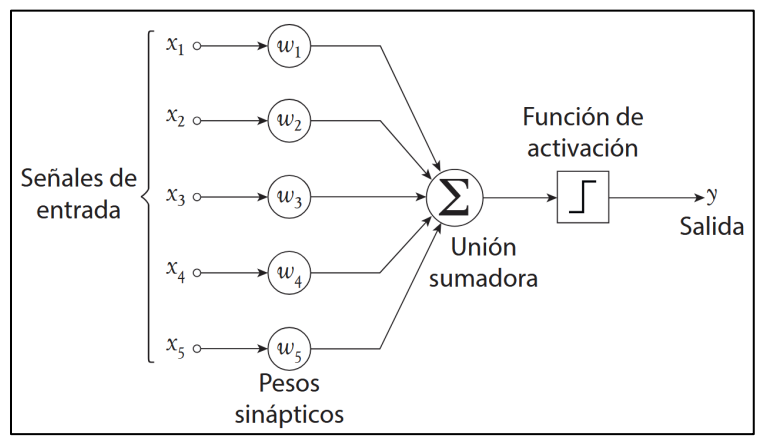 x₁ w₁
x₂ w₂
x₃ w₃
x₄ w₄
x₅ w₅
Señales de
entrada
Pesos
sinápticos
Σ
Unión
sumadora
Función de
activación
y
Salida